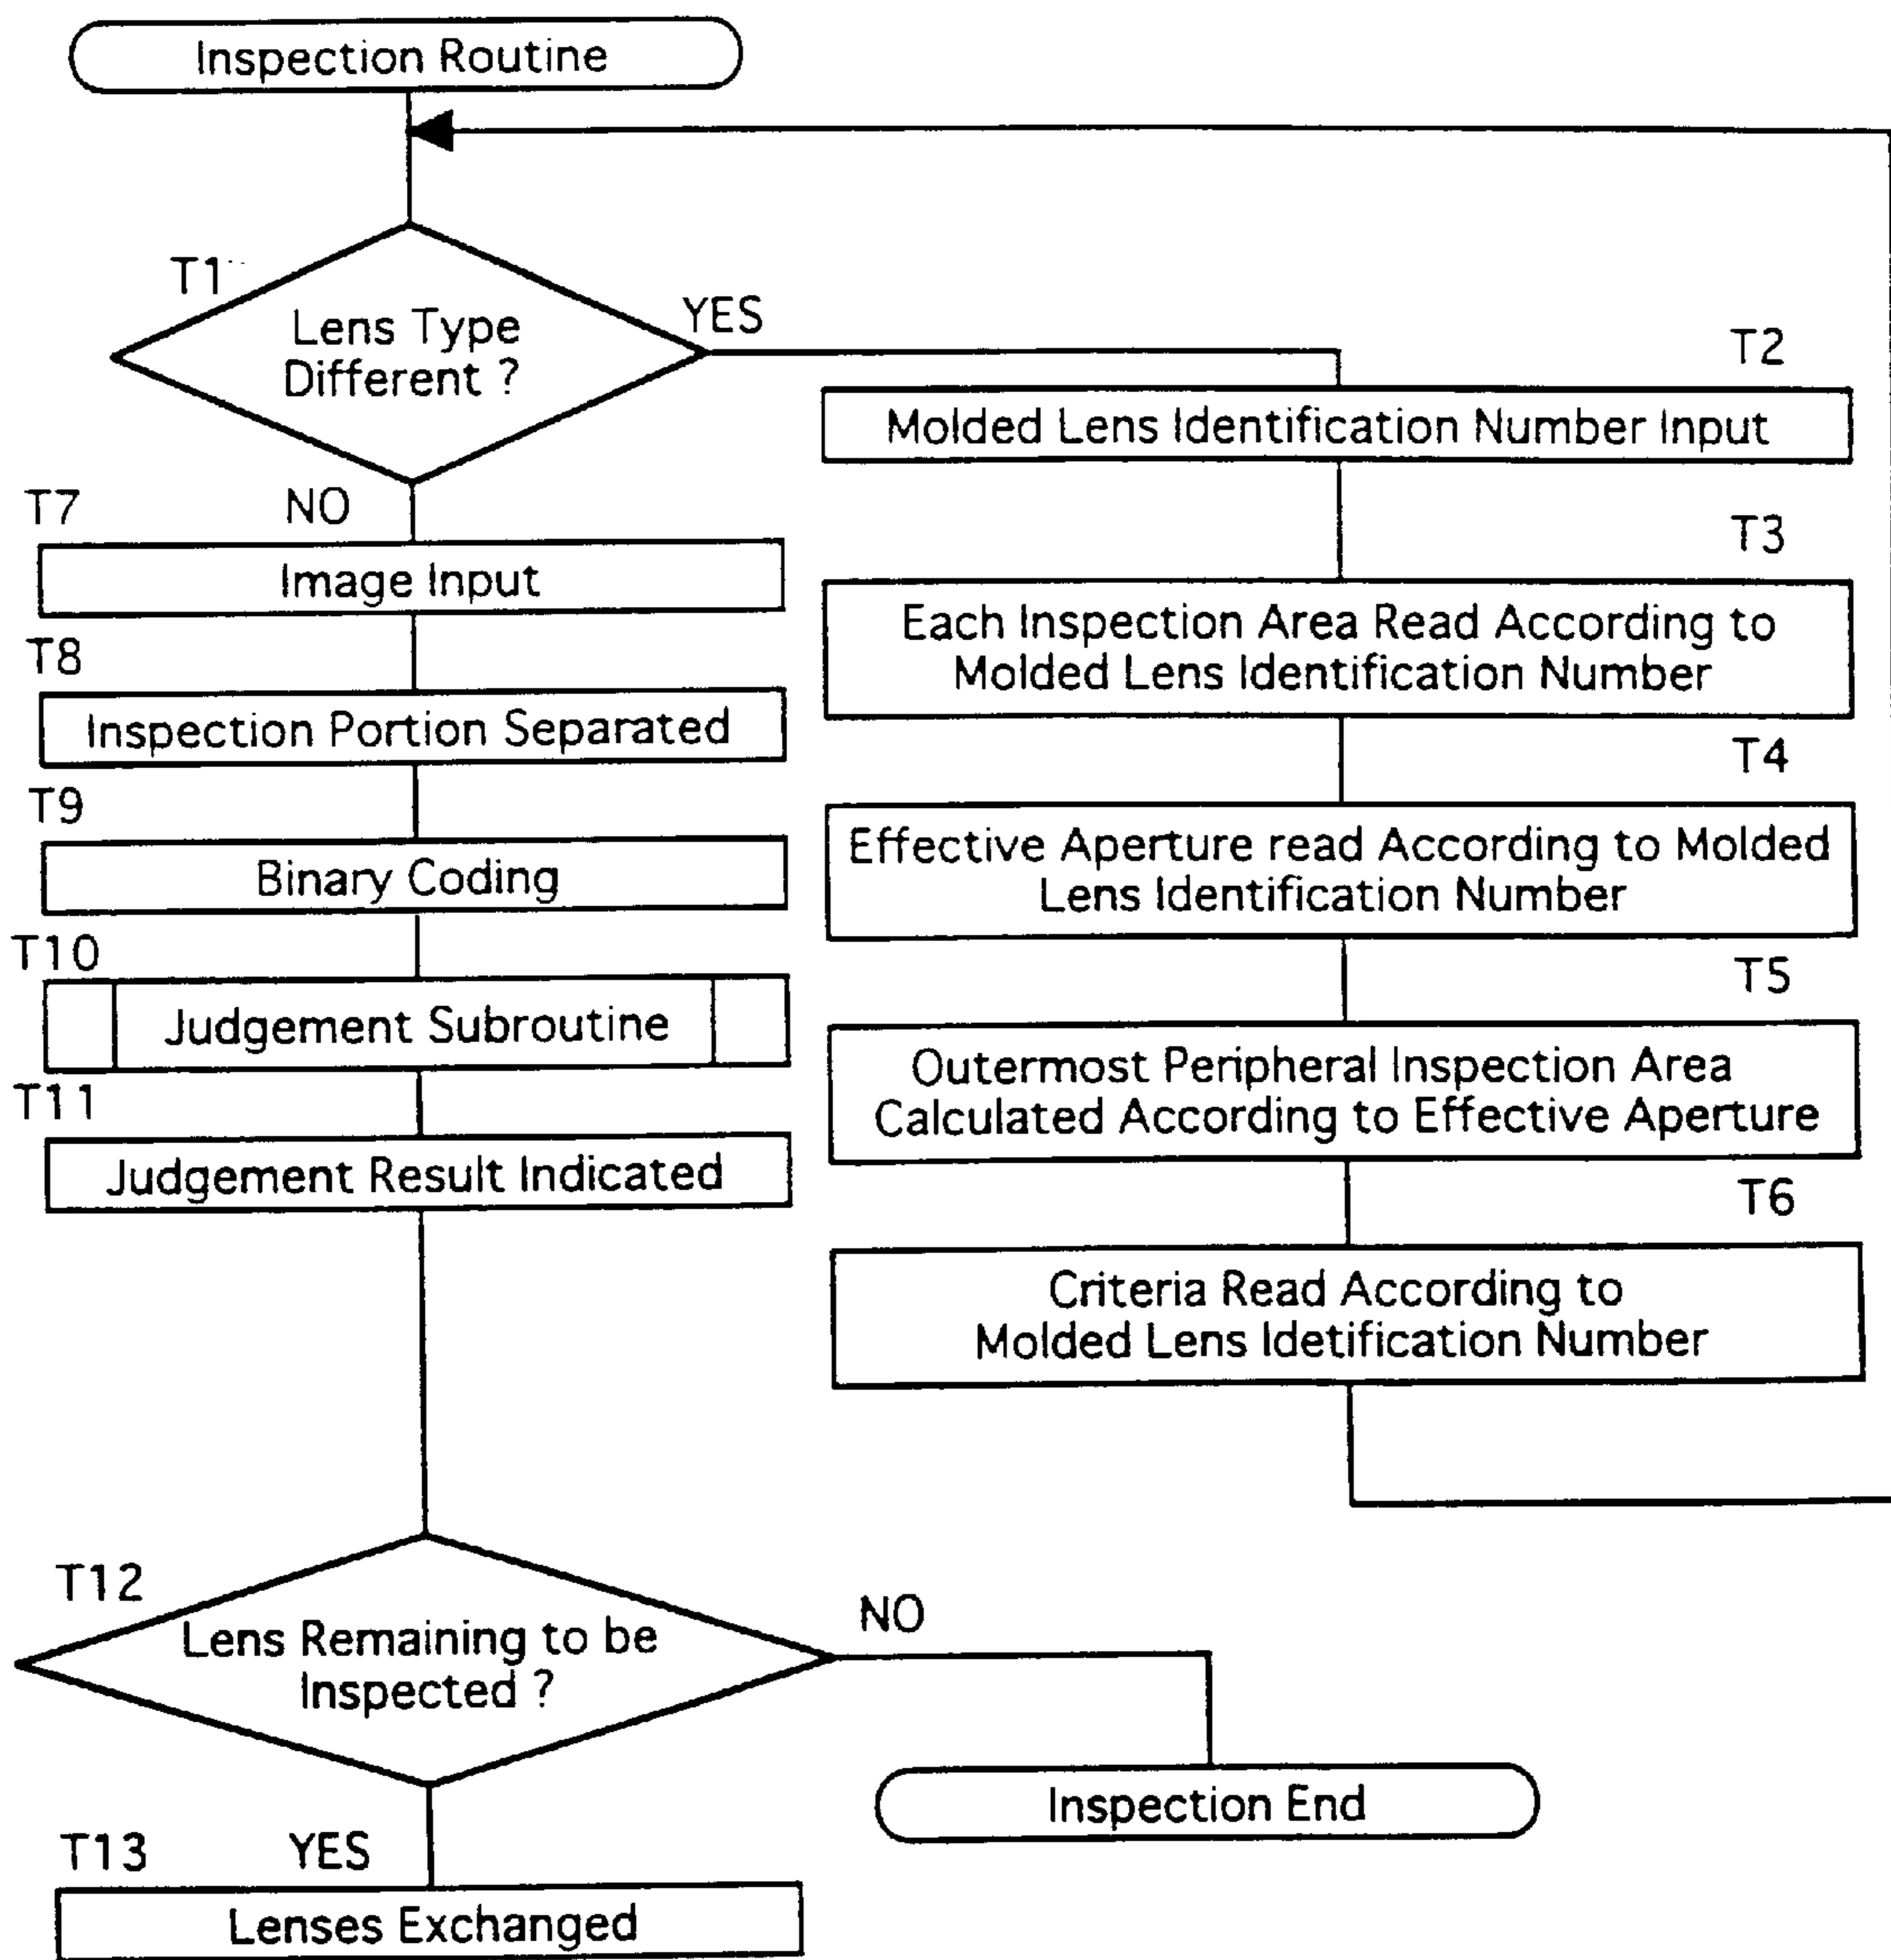 Inspection Routine
T1
Lens Type
Different ?
YES
NO
T2
Molded Lens Identification Number Input
T3
Each Inspection Area Read According to
Molded Lens Identification Number
T4
Effective Aperture read According to Molded
Lens Identification Number
T5
Outermost Peripheral Inspection Area
Calculated According to Effective Aperture
T6
Criteria Read According to
Molded Lens Idetification Number
T7
Image Input
T8
Inspection Portion Separated
T9
Binary Coding
T10
Judgement Subroutine
T11
Judgement Result Indicated
T12
Lens Remaining to be
Inspected ?
NO
Inspection End
T13
YES
Lenses Exchanged